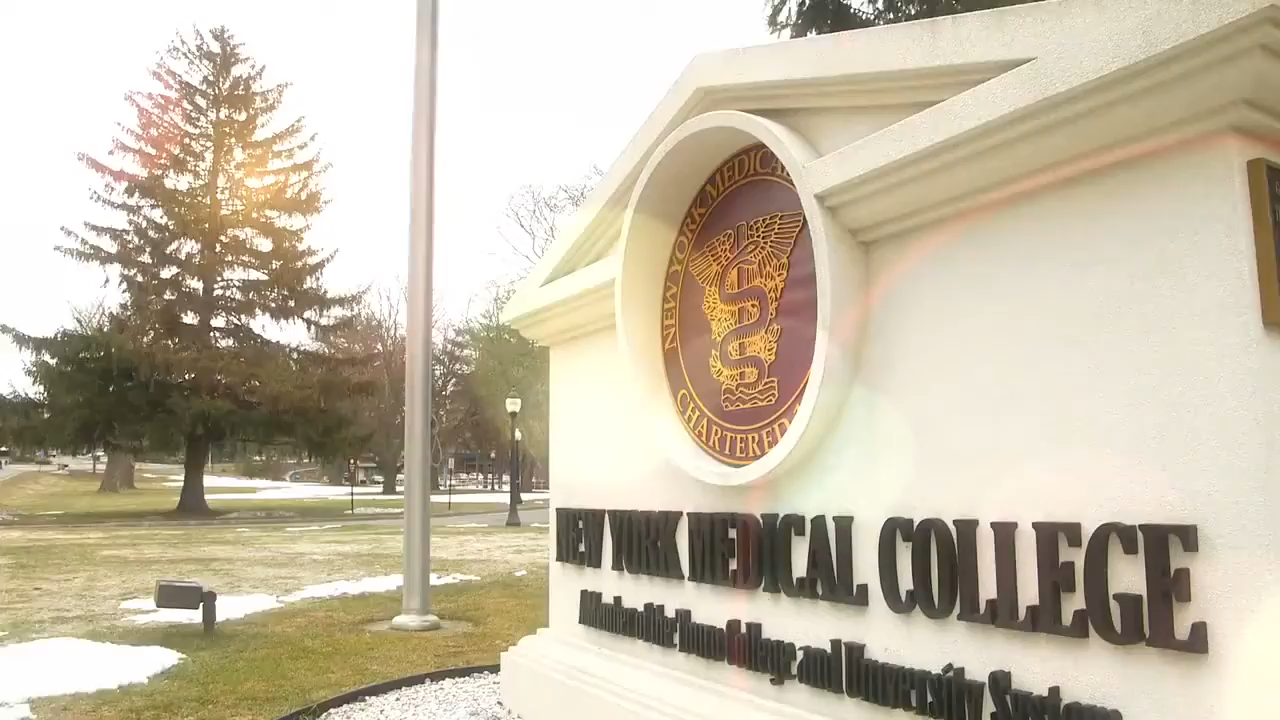 NEW YORK MEDICAL
CHARTERED
NEW YORK MEDICAL COLLEGE
A Member of the Touro College and University System